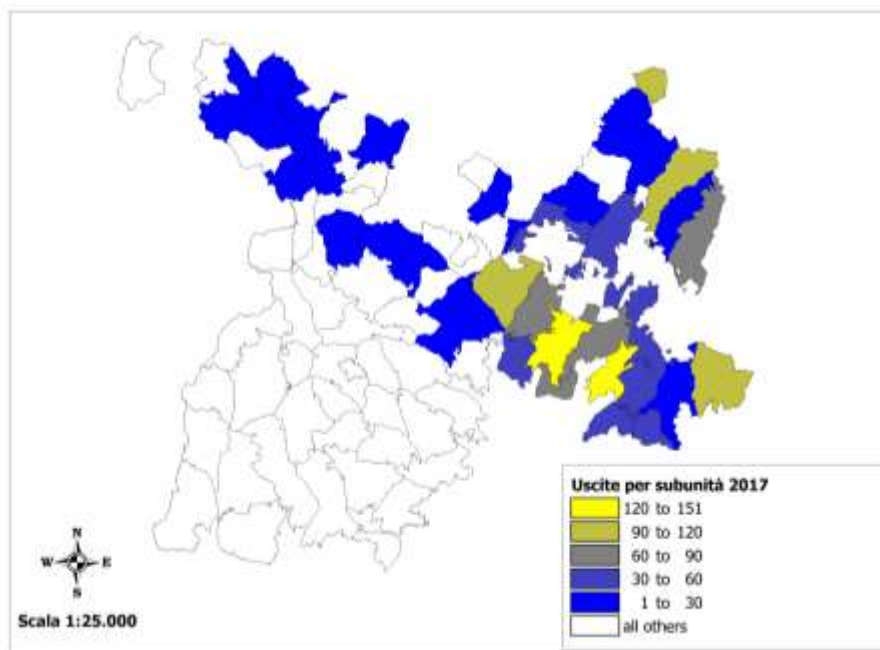 N
W E
S
Scala 1:25.000
Uscite per subunità 2017
120 to 151
90 to 120
60 to 90
30 to 60
1 to 30
all others